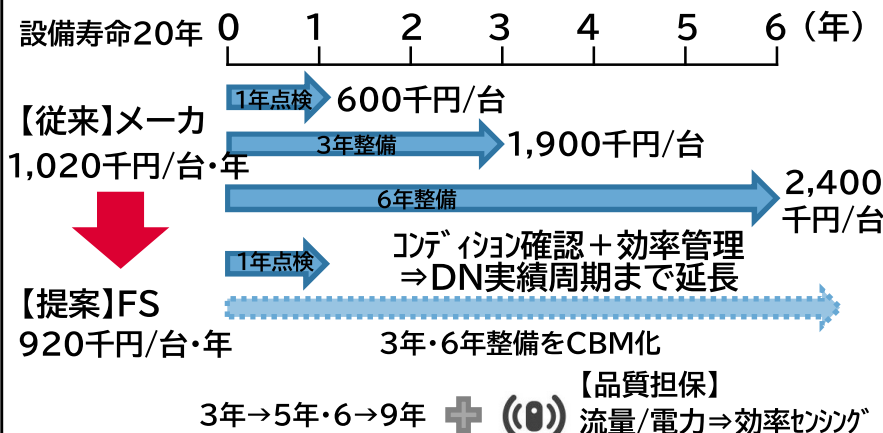 設備寿命20年 0 1 2 3 4 5 6 (年)
1年点検 600千円/台
【従来】メーカ
1,020千円/台・年
3年整備 1,900千円/台
6年整備 2,400
千円/台
1年点検
ｺﾝﾃﾞｨｼｮﾝ確認＋効率管理
⇒DN実績周期まで延長
【提案】FS
920千円/台・年
3年・6年整備をCBM化
3年→5年・6→9年
【品質担保】
流量/電力⇒効率ｾﾝｼﾝｸﾞ